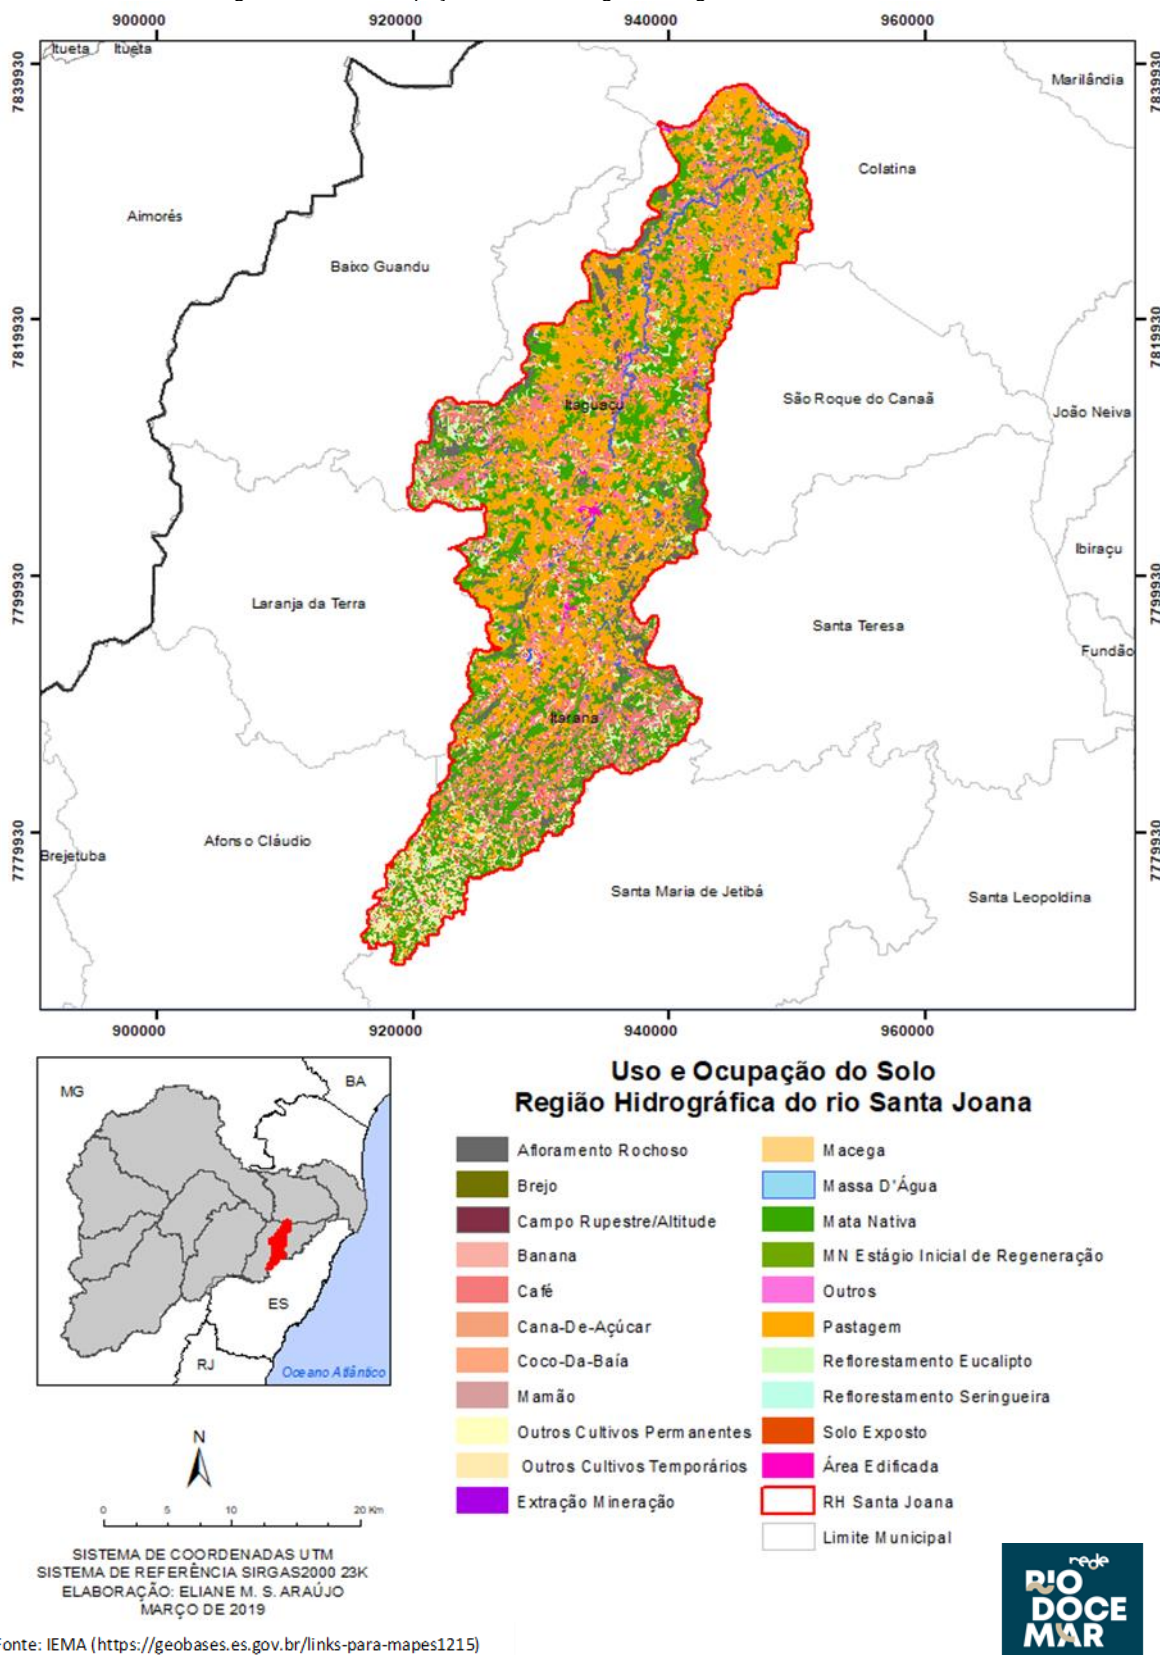 900000
920000
940000
960000
Itueta
Itueta
7839930
7839930
Marilândia
Colatina
Aimorés
Baixo Guandu
7819930
7819930
São Roque do Canaã
Itaguaçu
João Neiva
Ibiraçu
7799930
7799930
Laranja da Terra
Santa Teresa
Fundão
Itarana
7779930
7779930
Afonso Cláudio
Brejetuba
Santa Maria de Jetibá
Santa Leopoldina
900000
920000
940000
960000
MG
BA
ES
RJ
Oceano Atlântico
Uso e Ocupação do Solo
Região Hidrográfica do rio Santa Joana
Afloramento Rochoso
Brejo
Campo Rupestre/Altitude
Banana
Café
Cana-De-Açúcar
Coco-Da-Baía
Mamão
Outros Cultivos Permanentes
Outros Cultivos Temporários
Extração Mineração
Macega
Massa D'Água
Mata Nativa
MN Estágio Inicial de Regeneração
Outros
Pastagem
Reflorestamento Eucalipto
Reflorestamento Seringueira
Solo Exposto
Área Edificada
RH Santa Joana
Limite Municipal
N
0 5 10 20 Km
SISTEMA DE COORDENADAS UTM
SISTEMA DE REFERÊNCIA SIRGAS2000 23K
ELABORAÇÃO: ELIANE M. S. ARAÚJO
MARÇO DE 2019
rede
RIO
DOCE
MAR
Fonte: IEMA (https://geobases.es.gov.br/links-para-mapes1215)